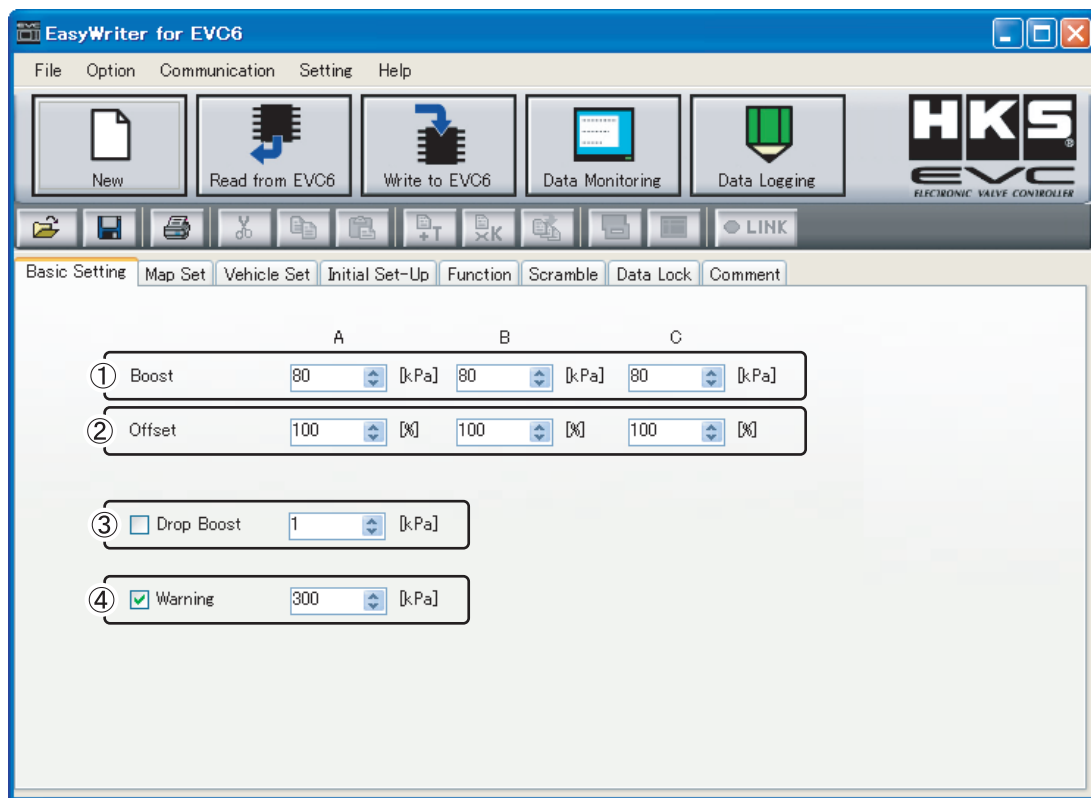 EasyWriter for EVC6
File Option Communication Setting Help
New Read from EVC6 Write to EVC6 Data Monitoring Data Logging
HKS®
EVC
ELECTRONIC VALVE CONTROLLER
+T ×K LINK
Basic Setting Map Set Vehicle Set Initial Set-Up Function Scramble Data Lock Comment
A B C
① Boost 80 [kPa] 80 [kPa] 80 [kPa]
② Offset 100 [%] 100 [%] 100 [%]
③ Drop Boost 1 [kPa]
④ Warning 300 [kPa]